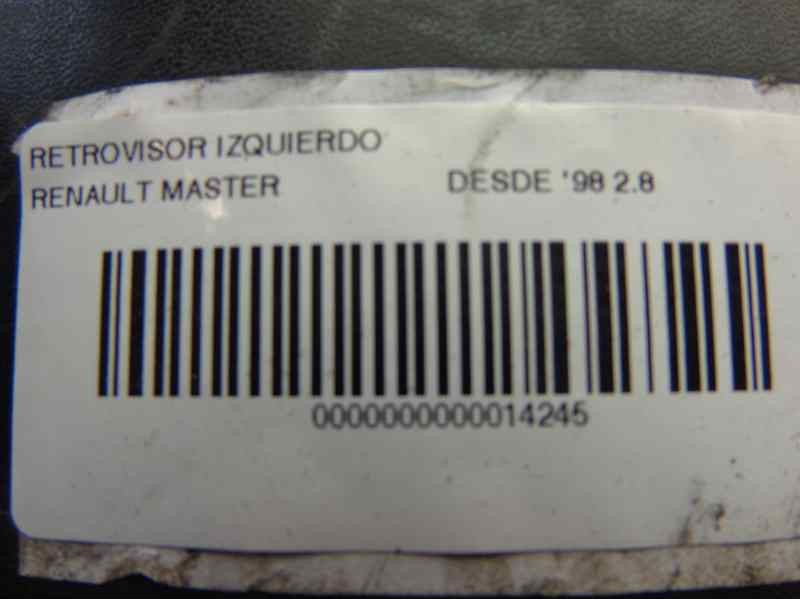 RETROVISOR IZQUIERDO
RENAULT MASTER DESDE '98 2.8
0000000000014245